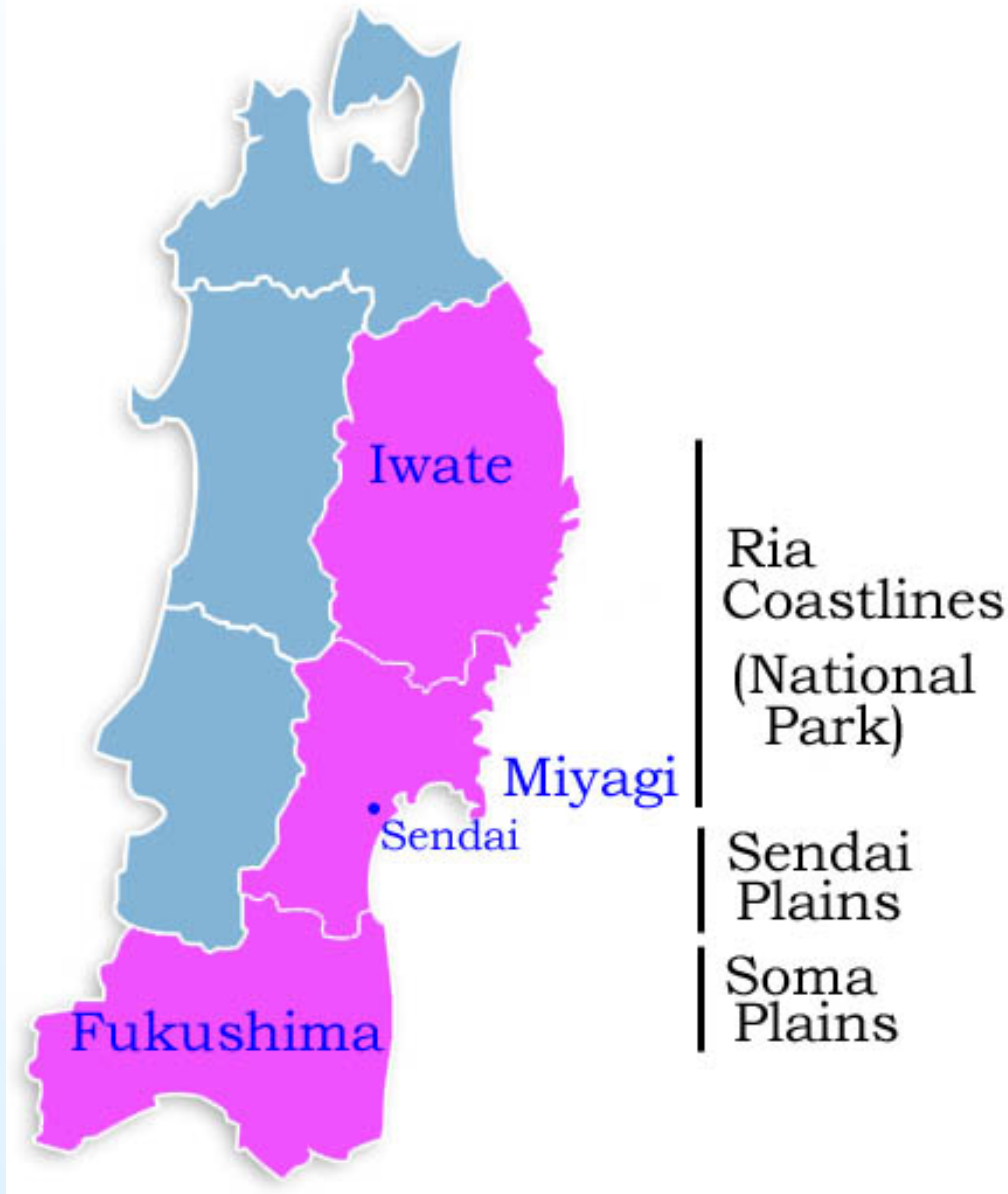 Iwate
Ria
Coastlines
(National
Park)
Miyagi
Sendai
Sendai
Plains
Soma
Plains
Fukushima